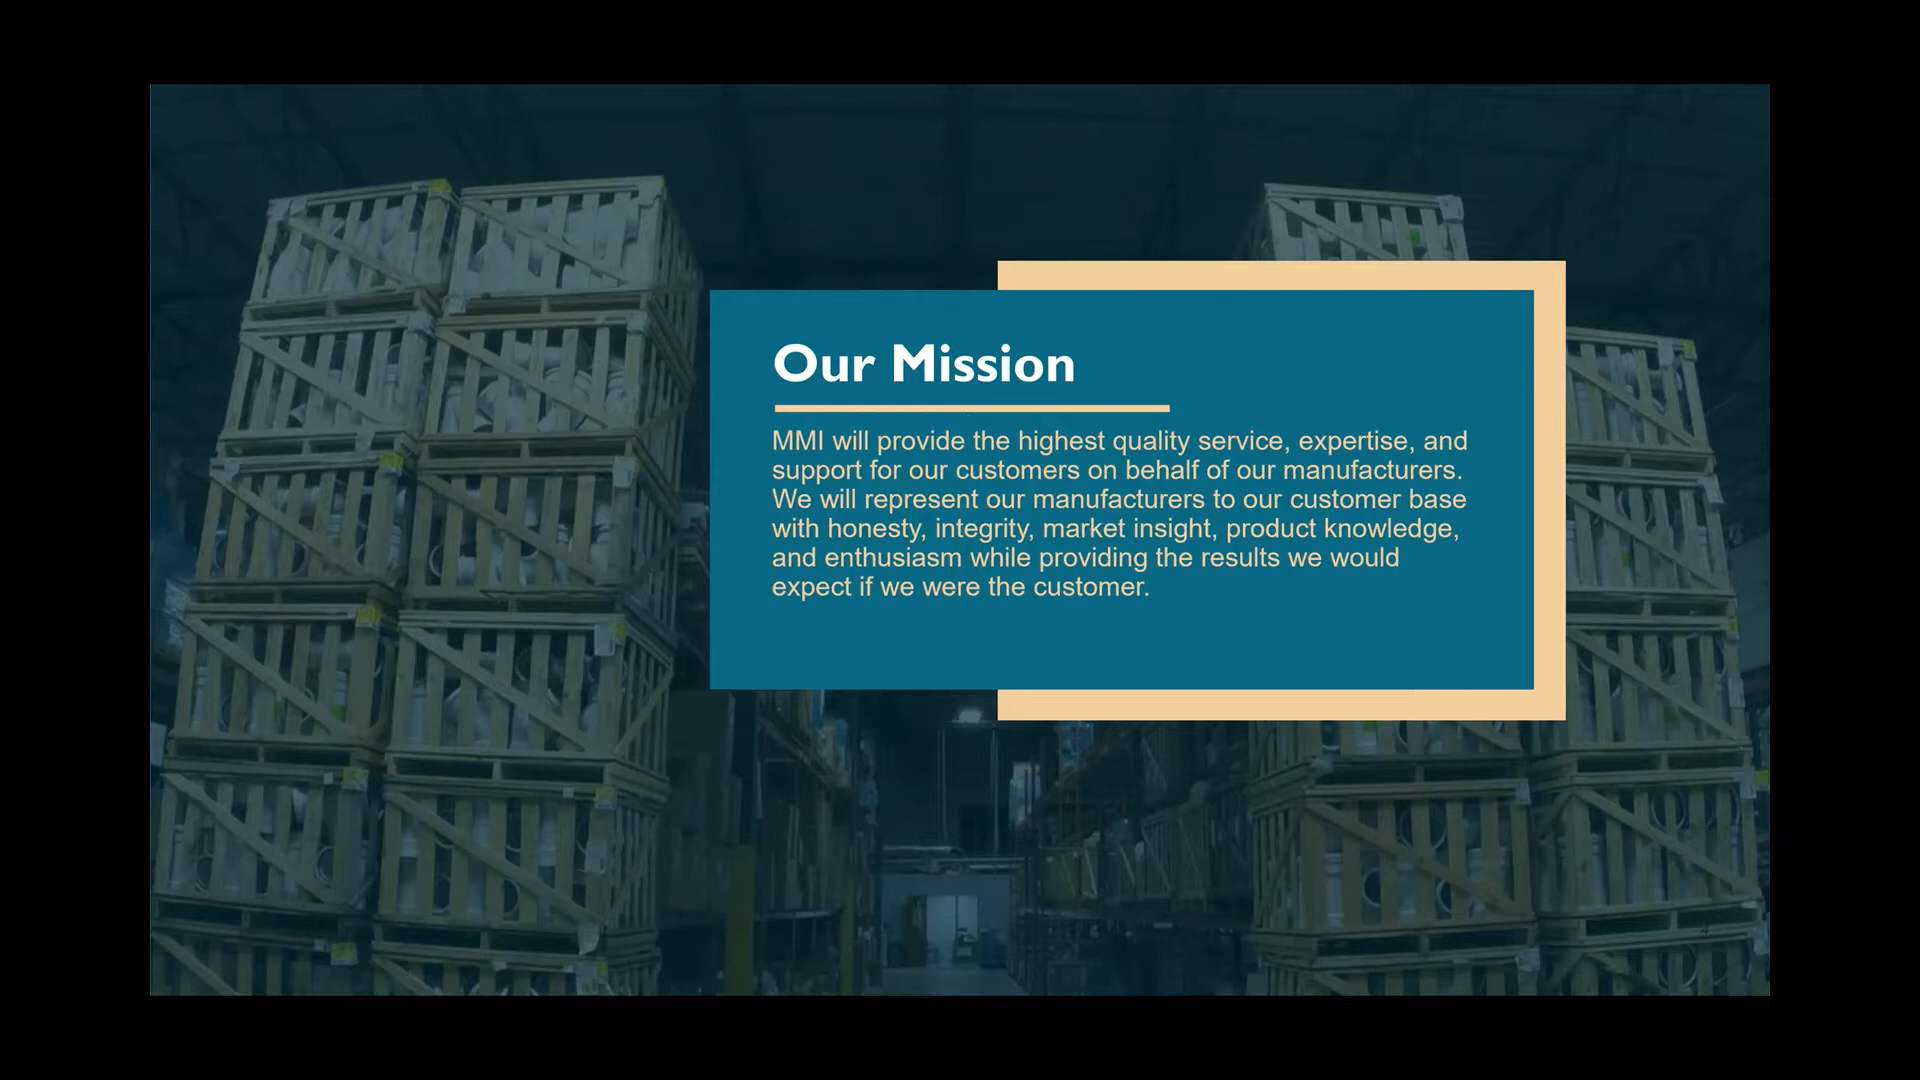 Our Mission
MMI will provide the highest quality service, expertise, and
support for our customers on behalf of our manufacturers.
We will represent our manufacturers to our customer base
with honesty, integrity, market insight, product knowledge,
and enthusiasm while providing the results we would
expect if we were the customer.
4